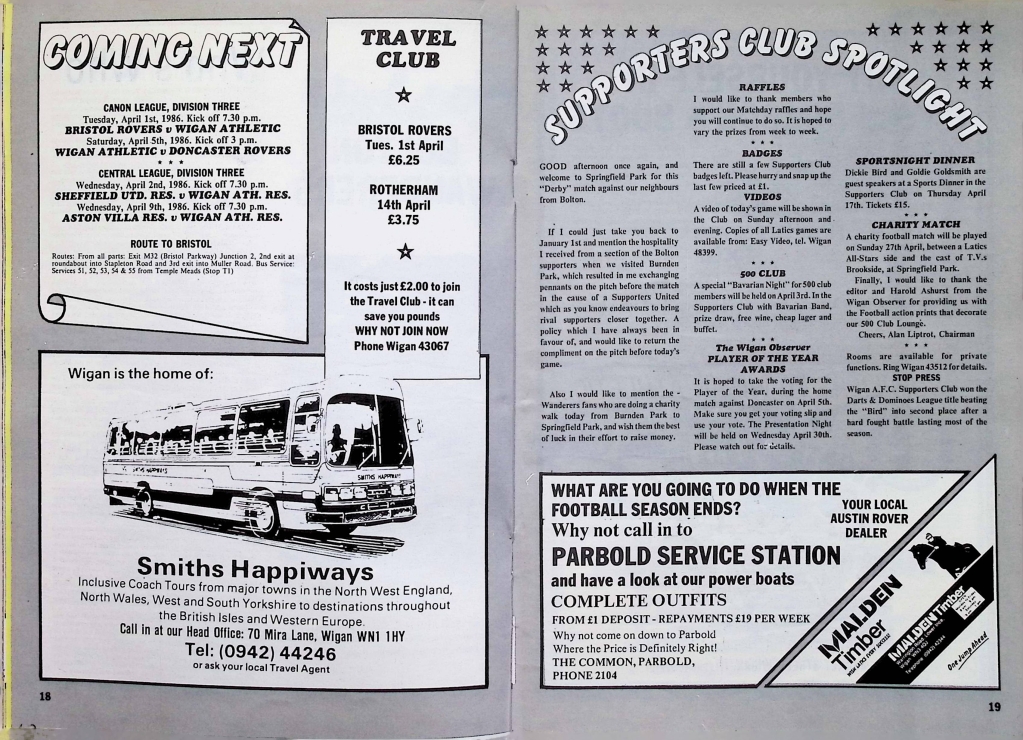 COMING NEXT
CANON LEAGUE, DIVISION THREE
Tuesday, April 1st, 1986. Kick off 7.30 p.m.
BRISTOL ROVERS v WIGAN ATHLETIC
Saturday, April 5th, 1986. Kick off 3 p.m.
WIGAN ATHLETIC v DONCASTER ROVERS
* * *
CENTRAL LEAGUE, DIVISION THREE
Wednesday, April 2nd, 1986. Kick off 7.30 p.m.
SHEFFIELD UTD. RES. v WIGAN ATH. RES.
Wednesday, April 9th, 1986. Kick off 7.30 p.m.
ASTON VILLA RES. v WIGAN ATH. RES.
ROUTE TO BRISTOL
Routes: From all parts: Exit M32 (Bristol Parkway) Junction 2, 2nd exit at
roundabout into Stapleton Road and 3rd exit into Muller Road. Bus Service:
Services 51, 52, 53, 54 & 55 from Temple Meads (Stop T1)
TRAVEL
CLUB
BRISTOL ROVERS
Tues. 1st April
£6.25
ROTHERHAM
14th April
£3.75
It costs just £2.00 to join
the Travel Club - it can
save you pounds
WHY NOT JOIN NOW
Phone Wigan 43067
Wigan is the home of:
SMITHS HAPPIWAYS
Smiths Happiways
Inclusive Coach Tours from major towns in the North West England,
North Wales, West and South Yorkshire to destinations throughout
the British Isles and Western Europe.
Call in at our Head Office: 70 Mira Lane, Wigan WN1 1HY
Tel: (0942) 44246
or ask your local Travel Agent
18
SUPPORTERS CLUB SPOTLIGHT
GOOD afternoon once again, and
welcome to Springfield Park for this
"Derby" match against our neighbours
from Bolton.
If I could just take you back to
January 1st and mention the hospitality
I received from a section of the Bolton
supporters when we visited Burnden
Park, which resulted in me exchanging
pennants on the pitch before the match
in the cause of a Supporters United
which as you know endeavours to bring
rival supporters closer together. A
policy which I have always been in
favour of, and would like to return the
compliment on the pitch before today's
game.
Also I would like to mention the -
Wanderers fans who are doing a charity
walk today from Burnden Park to
Springfield Park, and wish them the best
of luck in their effort to raise money.
RAFFLES
I would like to thank members who
support our Matchday raffles and hope
you will continue to do so. It is hoped to
vary the prizes from week to week.
* * *
BADGES
There are still a few Supporters Club
badges left. Please hurry and snap up the
last few priced at £1.
VIDEOS
A video of today's game will be shown in
the Club on Sunday afternoon and
evening. Copies of all Latics games are
available from: Easy Video, tel. Wigan
48399.
* * *
500 CLUB
A special "Bavarian Night" for 500 club
members will be held on April 3rd. In the
Supporters Club with Bavarian Band,
prize draw, free wine, cheap lager and
buffet.
* * *
The Wigan Observer
PLAYER OF THE YEAR
AWARDS
It is hoped to take the voting for the
Player of the Year, during the home
match against Doncaster on April 5th.
Make sure you get your voting slip and
use your vote. The Presentation Night
will be held on Wednesday April 30th.
Please watch out for details.
SPORTSNIGHT DINNER
Dickie Bird and Goldie Goldsmith are
guest speakers at a Sports Dinner in the
Supporters Club on Thursday April
17th. Tickets £15.
* * *
CHARITY MATCH
A charity football match will be played
on Sunday 27th April, between a Latics
All-Stars side and the cast of T.V.s
Brookside, at Springfield Park.
Finally, I would like to thank the
editor and Harold Ashurst from the
Wigan Observer for providing us with
the Football action prints that decorate
our 500 Club Lounge.
Cheers, Alan Liptrot, Chairman
* * *
Rooms are available for private
functions. Ring Wigan 43512 for details.
STOP PRESS
Wigan A.F.C. Supporters Club won the
Darts & Dominoes League title beating
the "Bird" into second place after a
hard fought battle lasting most of the
season.
WHAT ARE YOU GOING TO DO WHEN THE
FOOTBALL SEASON ENDS?
Why not call in to
PARBOLD SERVICE STATION
and have a look at our power boats
COMPLETE OUTFITS
FROM £1 DEPOSIT - REPAYMENTS £19 PER WEEK
Why not come on down to Parbold
Where the Price is Definitely Right!
THE COMMON, PARBOLD,
PHONE 2104
YOUR LOCAL
AUSTIN ROVER
DEALER
MALDEN
Timber
WISH LATICS EVERY SUCCESS
MALDEN Timber
One Jump Ahead
19